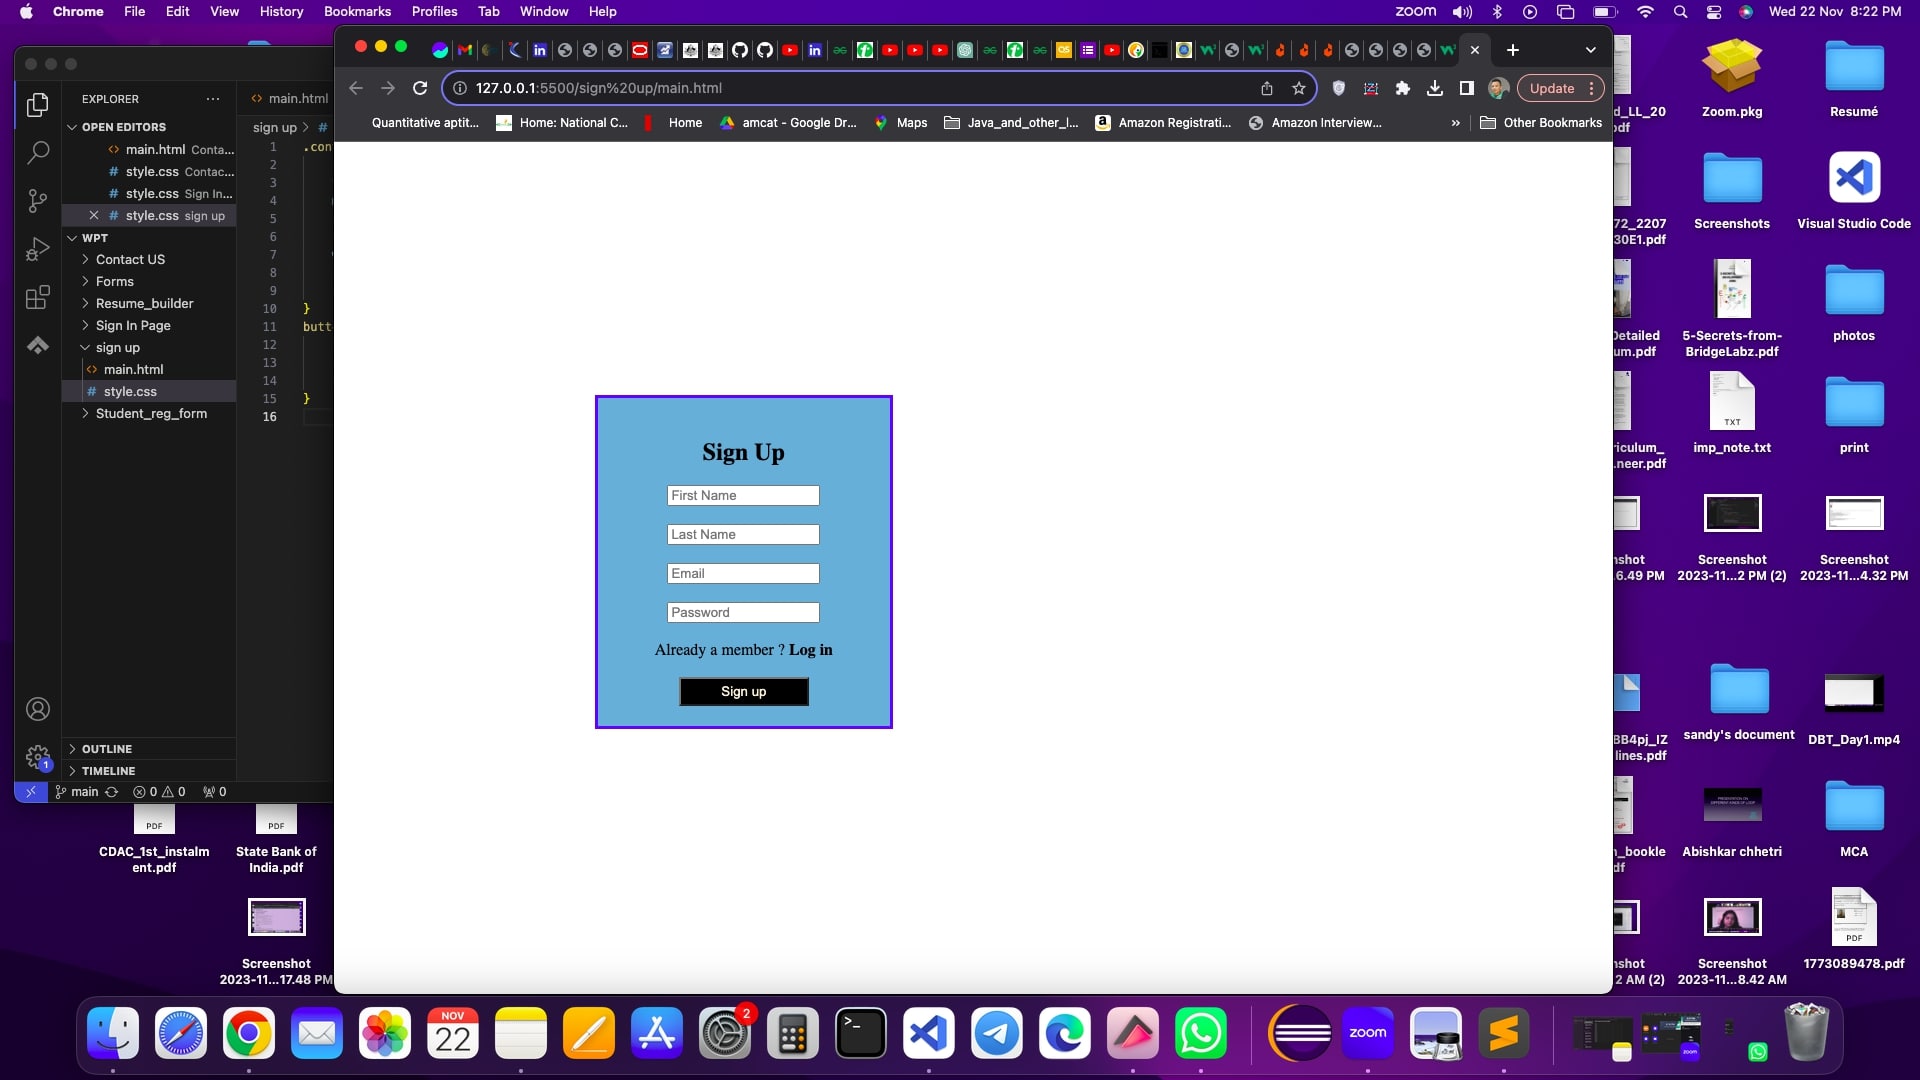 Chrome File Edit View History Bookmarks Profiles Tab Window Help
zoom Wed 22 Nov 8:22 PM
EXPLORER
OPEN EDITORS
main.html Conta...
style.css Contac...
style.css Sign In...
style.css sign up
WPT
Contact US
Forms
Resume_builder
Sign In Page
sign up
main.html
style.css
Student_reg_form
OUTLINE
TIMELINE
main 0 0 0
main.html
sign up > #
1 .con
2
3
4
5
6
7
8
9
10 }
11 butt
12
13
14
15 }
16
127.0.0.1:5500/sign%20up/main.html
Update
Quantitative aptit...
Home: National C...
Home
amcat - Google Dr...
Maps
Java_and_other_l...
Amazon Registrati...
Amazon Interview...
»
Other Bookmarks
Sign Up
First Name
Last Name
Email
Password
Already a member ? Log in
Sign up
d_LL_20
Zoom.pkg
Resumé
72_2207
30E1.pdf
Screenshots
Visual Studio Code
Detailed
um.pdf
5-Secrets-from-
BridgeLabz.pdf
photos
riculum_
.neer.pdf
TXT
imp_note.txt
print
Screenshot
2023-11...2 PM (2)
Screenshot
2023-11...4.32 PM
6.49 PM
BB4pj_IZ
lines.pdf
sandy's document
DBT_Day1.mp4
Abishkar chhetri
MCA
Screenshot
2023-11...8.42 AM
2 AM (2)
PDF
1773089478.pdf
PDF
CDAC_1st_instalm
ent.pdf
PDF
State Bank of
India.pdf
Screenshot
2023-11...17.48 PM
NOV
22
2
zoom